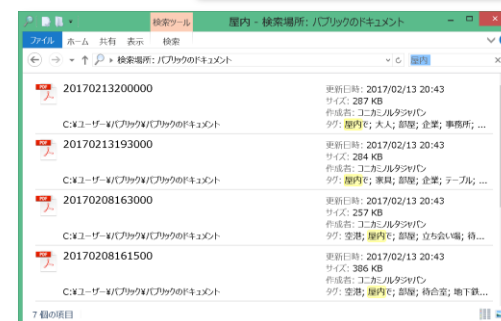 検索ツール 屋内 - 検索場所: パブリックのドキュメント
ファイル ホーム 共有 表示 検索
検索場所: パブリックのドキュメント 屋内
20170213200000 更新日時: 2017/02/13 20:43
サイズ: 287 KB
作成者: コニカミノルタジャパン
C:¥ユーザー¥パブリック¥パブリックのドキュメント タグ: 屋内で; 大人; 部屋; 企業; 事務所; ...
20170213193000 更新日時: 2017/02/13 20:43
サイズ: 284 KB
作成者: コニカミノルタジャパン
C:¥ユーザー¥パブリック¥パブリックのドキュメント タグ: 屋内で; 家具; 部屋; 企業; テーブル; ...
20170208163000 更新日時: 2017/02/13 20:43
サイズ: 257 KB
作成者: コニカミノルタジャパン
C:¥ユーザー¥パブリック¥パブリックのドキュメント タグ: 空港; 屋内で; 部屋; 立ち会い場; 待...
20170208161500 更新日時: 2017/02/13 20:43
サイズ: 386 KB
作成者: コニカミノルタジャパン
C:¥ユーザー¥パブリック¥パブリックのドキュメント タグ: 空港; 屋内で; 部屋; 待合室; 地下鉄...
7 個の項目